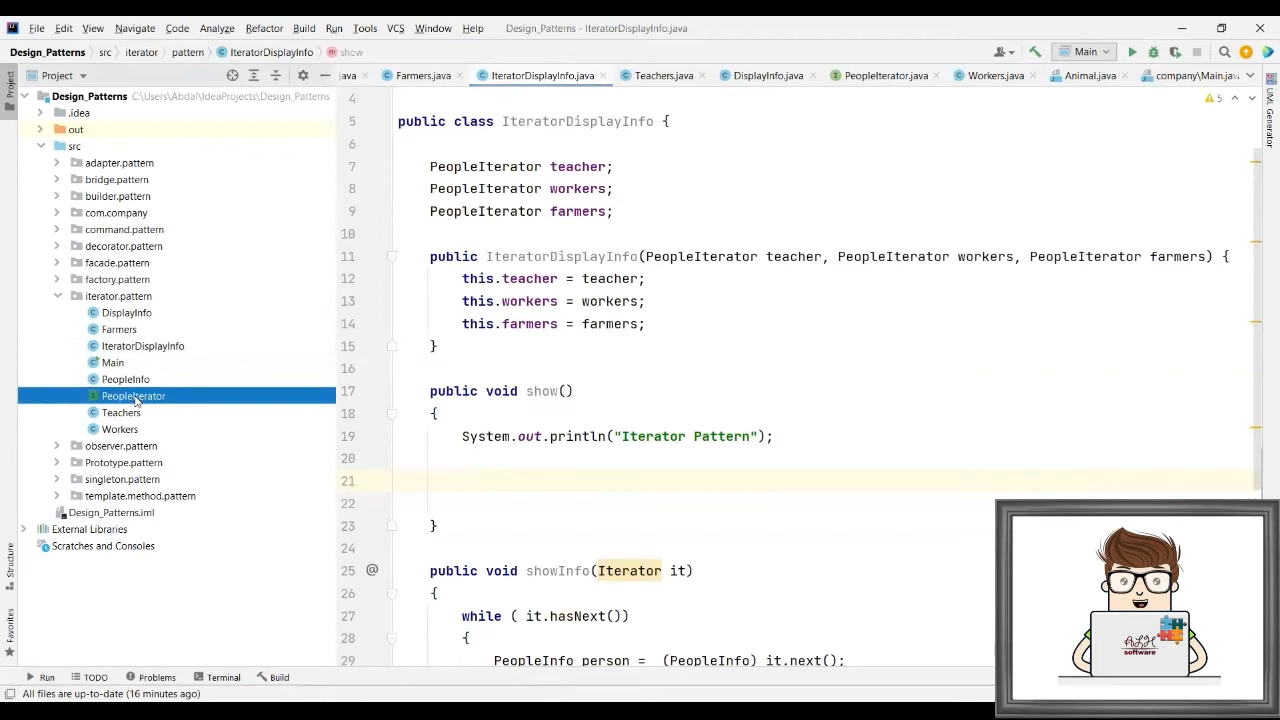 File Edit View Navigate Code Analyze Refactor Build Run Tools VCS Window Help Design_Patterns - IteratorDisplayInfo.java
Design_Patterns src iterator pattern IteratorDisplayInfo show Main
Project
Project
.java Farmers.java IteratorDisplayInfo.java Teachers.java DisplayInfo.java PeopleIterator.java Workers.java Animal.java company\Main.java
Design_Patterns C:\Users\Abdal\IdeaProjects\Design_Patterns
.idea
out
src
adapter.pattern
bridge.pattern
builder.pattern
com.company
command.pattern
decorator.pattern
facade.pattern
factory.pattern
iterator.pattern
DisplayInfo
Farmers
IteratorDisplayInfo
Main
PeopleInfo
PeopleIterator
Teachers
Workers
observer.pattern
Prototype.pattern
singleton.pattern
template.method.pattern
Design_Patterns.iml
External Libraries
Scratches and Consoles
Structure
Favorites
4
5 public class IteratorDisplayInfo {
6
7 PeopleIterator teacher;
8 PeopleIterator workers;
9 PeopleIterator farmers;
10
11 public IteratorDisplayInfo(PeopleIterator teacher, PeopleIterator workers, PeopleIterator farmers) {
12 this.teacher = teacher;
13 this.workers = workers;
14 this.farmers = farmers;
15 }
16
17 public void show()
18 {
19 System.out.println("Iterator Pattern");
20
21
22
23 }
24
25 @ public void showInfo(Iterator it)
26 {
27 while ( it.hasNext())
28 {
29 PeopleInfo person = (PeopleInfo) it.next();
5
UML Generator
software
Run TODO Problems Terminal Build
All files are up-to-date (16 minutes ago)